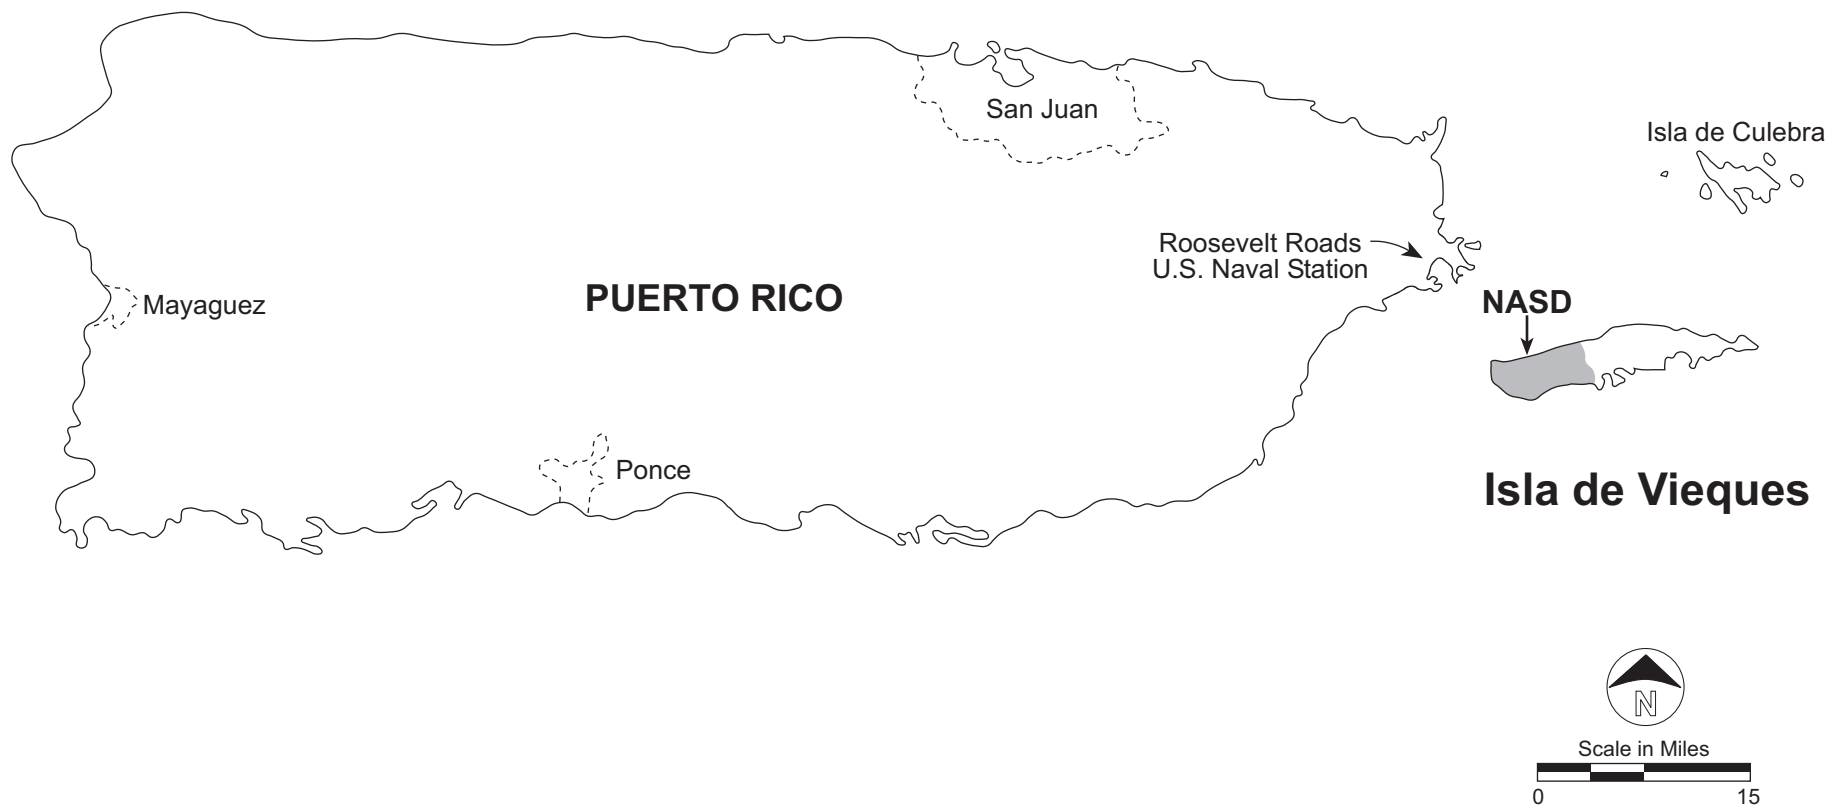 San Juan
Isla de Culebra
Roosevelt Roads
U.S. Naval Station
Mayaguez
PUERTO RICO
NASD
Ponce
Isla de Vieques
N
Scale in Miles
0 15